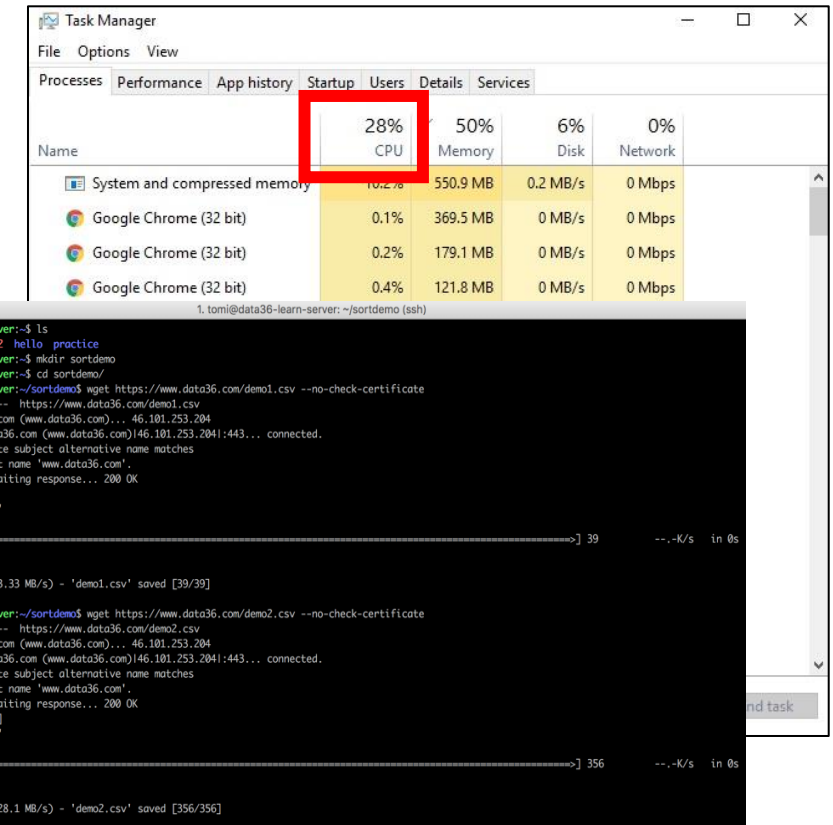 Task Manager
File Options View
Processes Performance App history Startup Users Details Services
28% 50% 6% 0%
Name CPU Memory Disk Network
System and compressed memory 10.2% 550.9 MB 0.2 MB/s 0 Mbps
Google Chrome (32 bit) 0.1% 369.5 MB 0 MB/s 0 Mbps
Google Chrome (32 bit) 0.2% 179.1 MB 0 MB/s 0 Mbps
Google Chrome (32 bit) 0.4% 121.8 MB 0 MB/s 0 Mbps
1. tomi@data36-learn-server: ~/sortdemo (ssh)
ver:~$ ls
2 hello practice
ver:~$ mkdir sortdemo
ver:~$ cd sortdemo/
ver:~/sortdemo$ wget https://www.data36.com/demo1.csv --no-check-certificate
-- https://www.data36.com/demo1.csv
com (www.data36.com)... 46.101.253.204
a36.com (www.data36.com)|46.101.253.204|:443... connected.
te subject alternative name matches
t name 'www.data36.com'.
aiting response... 200 OK
=>] 39 --.-K/s in 0s
3.33 MB/s) - 'demo1.csv' saved [39/39]
ver:~/sortdemo$ wget https://www.data36.com/demo2.csv --no-check-certificate
-- https://www.data36.com/demo2.csv
com (www.data36.com)... 46.101.253.204
a36.com (www.data36.com)|46.101.253.204|:443... connected.
te subject alternative name matches
t name 'www.data36.com'.
aiting response... 200 OK
]
=>] 356 --.-K/s in 0s
28.1 MB/s) - 'demo2.csv' saved [356/356]
nd task